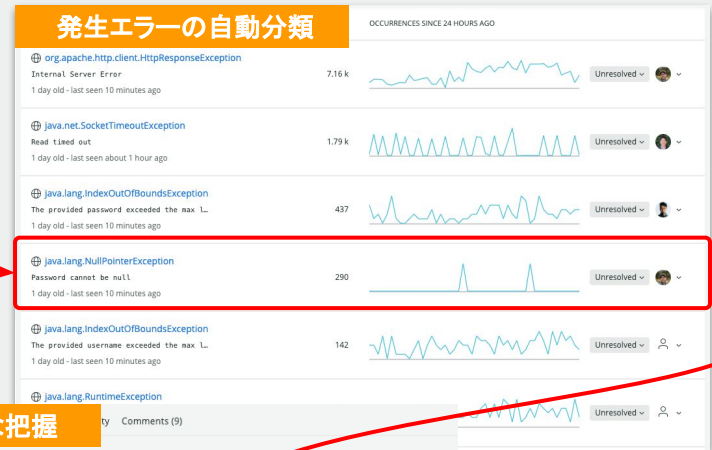 発生エラーの自動分類
OCCURRENCES SINCE 24 HOURS AGO
org.apache.http.client.HttpResponseException
Internal Server Error
7.16 k
Unresolved
1 day old - last seen 10 minutes ago
java.net.SocketTimeoutException
Read timed out
1.79 k
Unresolved
1 day old - last seen about 1 hour ago
java.lang.IndexOutOfBoundsException
The provided password exceeded the max l…
437
Unresolved
1 day old - last seen 10 minutes ago
java.lang.NullPointerException
Password cannot be null
290
Unresolved
1 day old - last seen 10 minutes ago
java.lang.IndexOutOfBoundsException
The provided username exceeded the max l…
142
Unresolved
1 day old - last seen 10 minutes ago
java.lang.RuntimeException
Unresolved
把握
ty Comments (9)